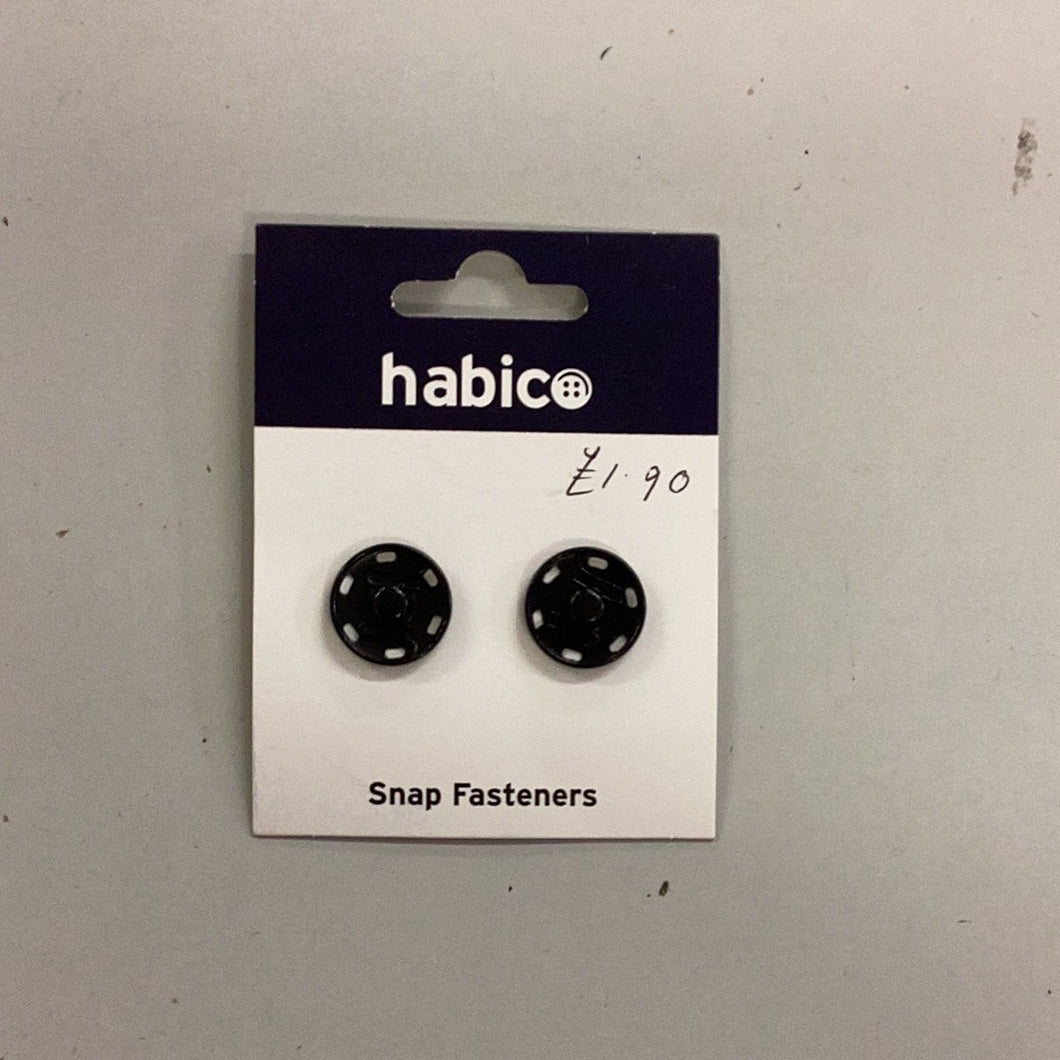 habico
£1.90
Snap Fasteners